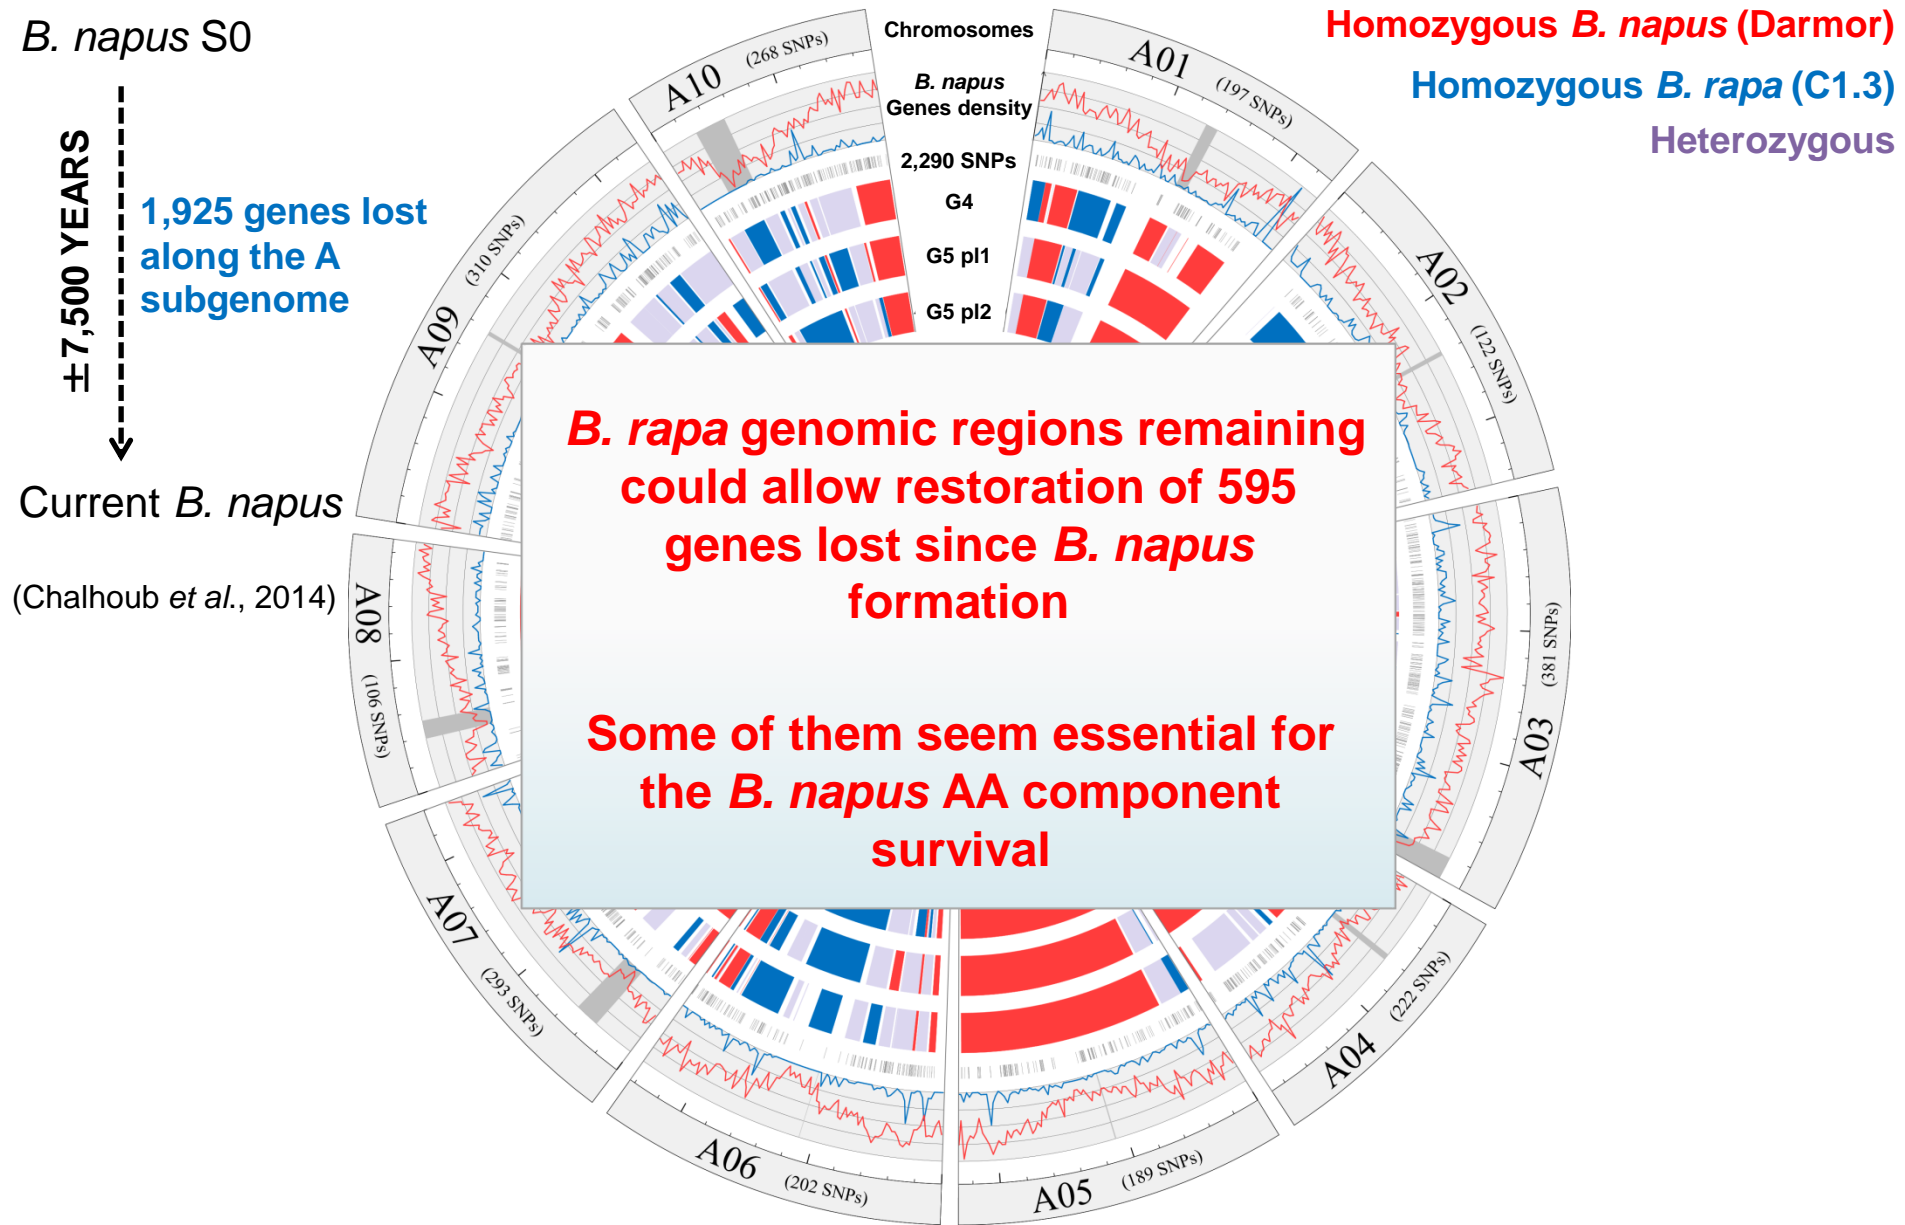 B. napus S0
± 7,500 YEARS
1,925 genes lost
along the A
subgenome
Current B. napus
(Chalhoub et al., 2014)
Homozygous B. napus (Darmor)
Homozygous B. rapa (C1.3)
Heterozygous
Chromosomes
B. napus
Genes density
2,290 SNPs
G4
G5 pl1
G5 pl2
A01 (197 SNPs)
A02 (122 SNPs)
A03 (381 SNPs)
A04 (222 SNPs)
A05 (189 SNPs)
A06 (202 SNPs)
A07 (293 SNPs)
A08 (106 SNPs)
A09 (310 SNPs)
A10 (268 SNPs)
B. rapa genomic regions remaining
could allow restoration of 595
genes lost since B. napus
formation
Some of them seem essential for
the B. napus AA component
survival